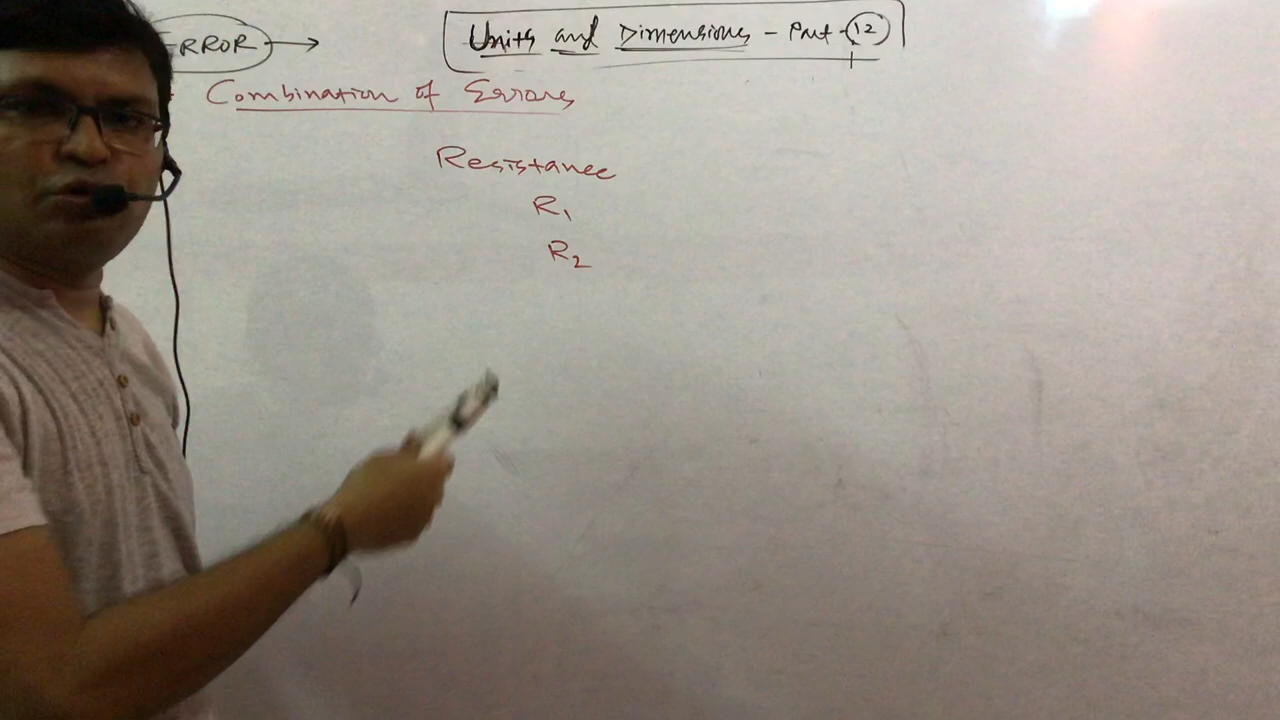 Units and Dimensions - Part - 12
ERROR →
Combination of Errors
Resistance
R₁
R₂